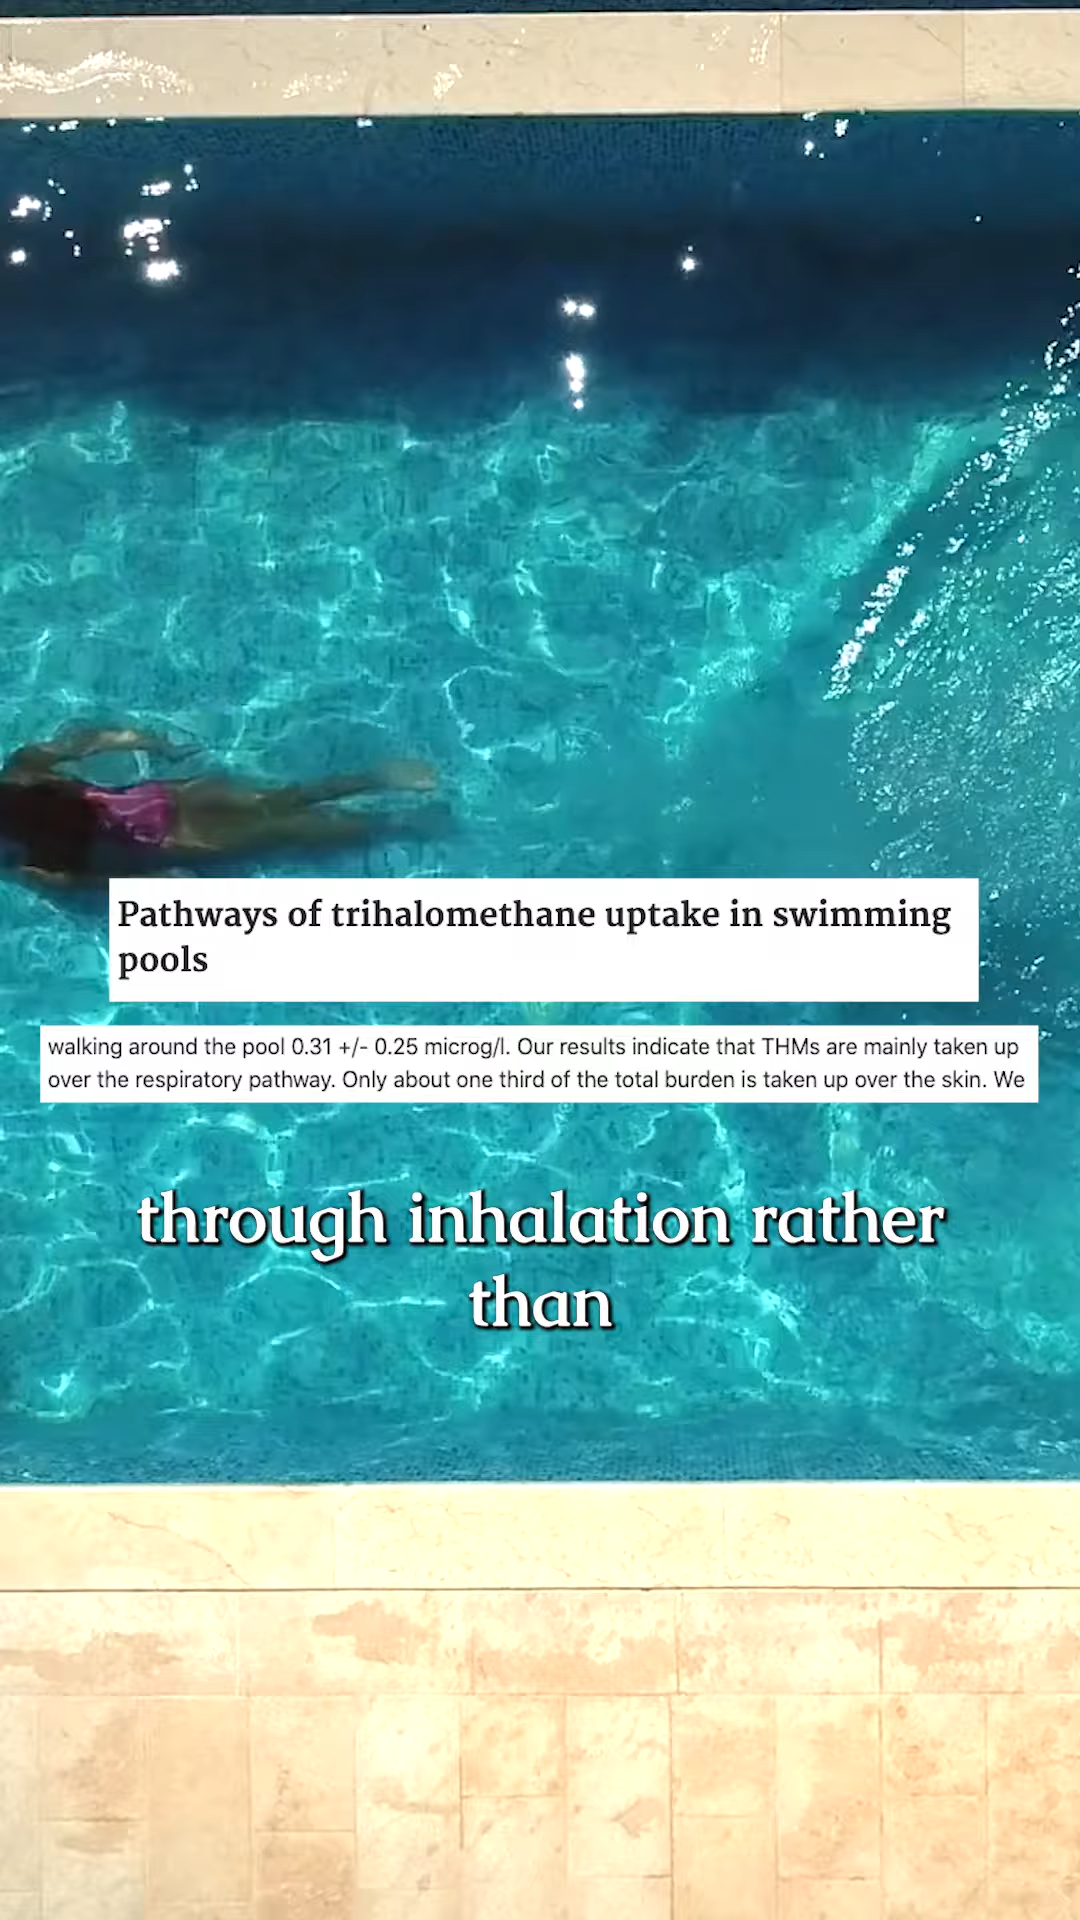 Pathways of trihalomethane uptake in swimming
pools
walking around the pool 0.31 +/- 0.25 microg/l. Our results indicate that THMs are mainly taken up
over the respiratory pathway. Only about one third of the total burden is taken up over the skin. We
through inhalation rather
than